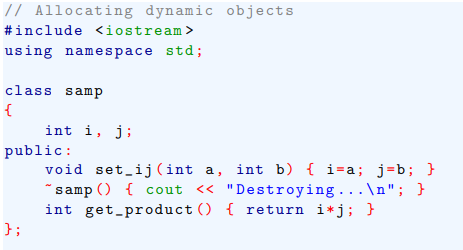 // Allocating dynamic objects
#include <iostream>
using namespace std;

class samp
{
    int i, j;
public:
    void set_ij(int a, int b) { i=a; j=b; }
    ~samp() { cout << "Destroying...\n"; }
    int get_product() { return i*j; }
};